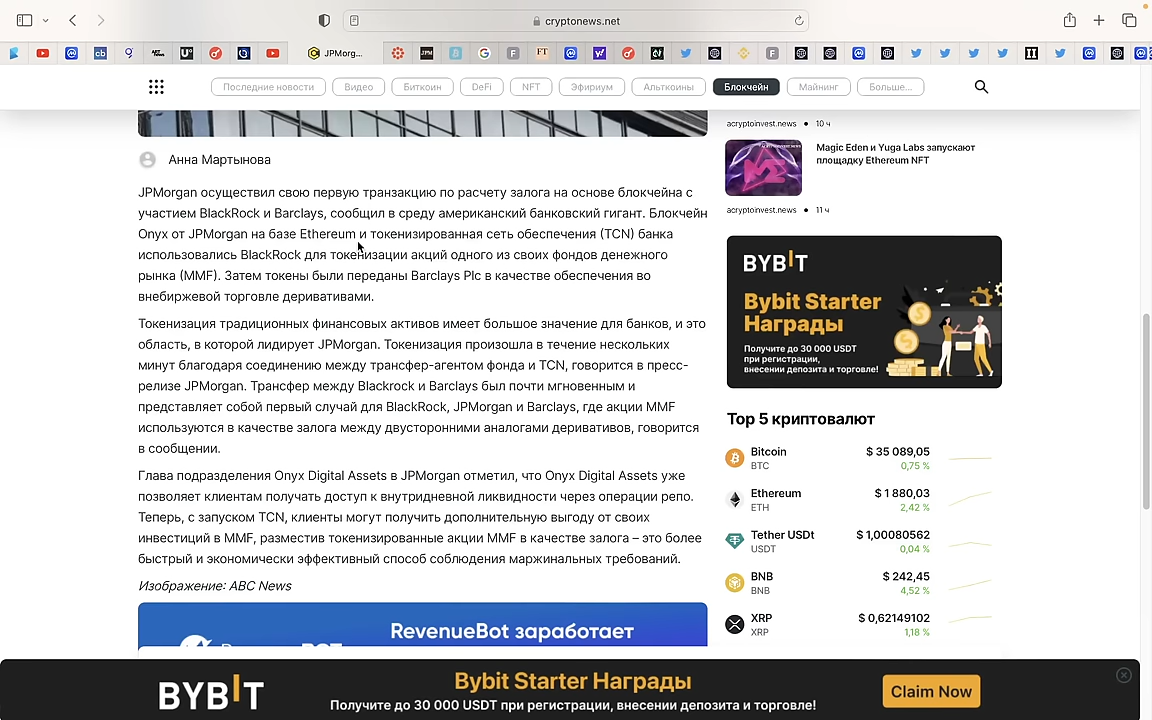 cryptonews.net
JPMorg...
Последние новости
Видео
Биткоин
DeFi
NFT
Эфириум
Альткоины
Блокчейн
Майнинг
Больше...
Анна Мартынова
JPMorgan осуществил свою первую транзакцию по расчету залога на основе блокчейна с
участием BlackRock и Barclays, сообщил в среду американский банковский гигант. Блокчейн
Onyx от JPMorgan на базе Ethereum и токенизированная сеть обеспечения (TCN) банка
использовались BlackRock для токенизации акций одного из своих фондов денежного
рынка (MMF). Затем токены были переданы Barclays Plc в качестве обеспечения во
внебиржевой торговле деривативами.
Токенизация традиционных финансовых активов имеет большое значение для банков, и это
область, в которой лидирует JPMorgan. Токенизация произошла в течение нескольких
минут благодаря соединению между трансфер-агентом фонда и TCN, говорится в пресс-
релизе JPMorgan. Трансфер между Blackrock и Barclays был почти мгновенным и
представляет собой первый случай для BlackRock, JPMorgan и Barclays, где акции MMF
используются в качестве залога между двусторонними аналогами деривативов, говорится
в сообщении.
Глава подразделения Onyx Digital Assets в JPMorgan отметил, что Onyx Digital Assets уже
позволяет клиентам получать доступ к внутридневной ликвидности через операции репо.
Теперь, с запуском TCN, клиенты могут получить дополнительную выгоду от своих
инвестиций в MMF, разместив токенизированные акции MMF в качестве залога – это более
быстрый и экономически эффективный способ соблюдения маржинальных требований.
Изображение: ABC News
RevenueBot заработает
acryptoinvest.news • 10 ч
Magic Eden и Yuga Labs запускают
площадку Ethereum NFT
acryptoinvest.news • 11 ч
BYBIT
Bybit Starter
Награды
Получите до 30 000 USDT
при регистрации,
внесении депозита и торговле!
Top 5 криптовалют
Bitcoin $ 35 089,05
BTC 0,75 %
Ethereum $ 1 880,03
ETH 2,42 %
Tether USDt $ 1,00080562
USDT 0,04 %
BNB $ 242,45
BNB 4,52 %
XRP $ 0,62149102
XRP 1,18 %
BYBIT
Bybit Starter Награды
Получите до 30 000 USDT при регистрации, внесении депозита и торговле!
Claim Now